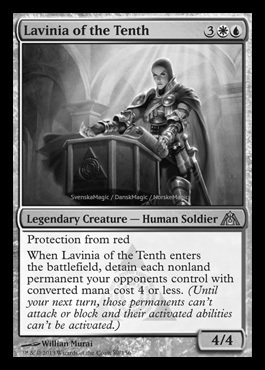 Lavinia of the Tenth 3
SvenskaMagic / DanskMagic / NorskeMagic
Legendary Creature — Human Soldier
Protection from red
When Lavinia of the Tenth enters
the battlefield, detain each nonland
permanent your opponents control with
converted mana cost 4 or less. (Until
your next turn, those permanents can't
attack or block and their activated abilities
can't be activated.)
4/4
Willian Murai